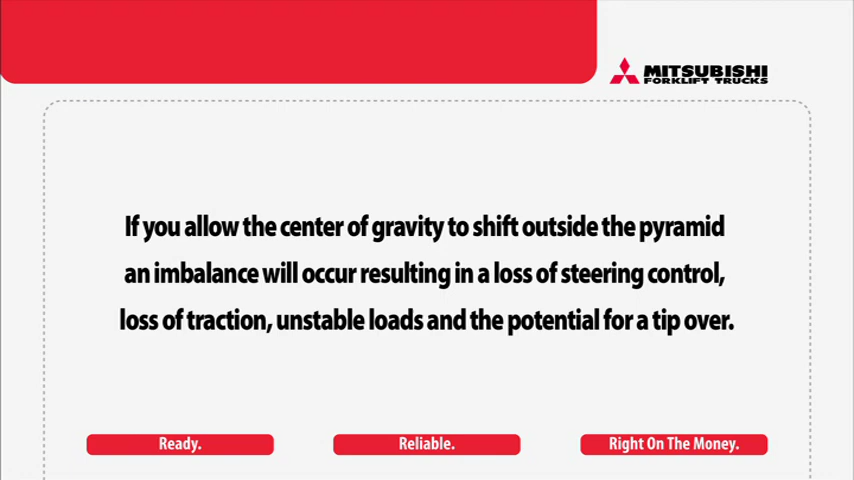 MITSUBISHI
FORKLIFT TRUCKS
If you allow the center of gravity to shift outside the pyramid
an imbalance will occur resulting in a loss of steering control,
loss of traction, unstable loads and the potential for a tip over.
Ready.
Reliable.
Right On The Money.